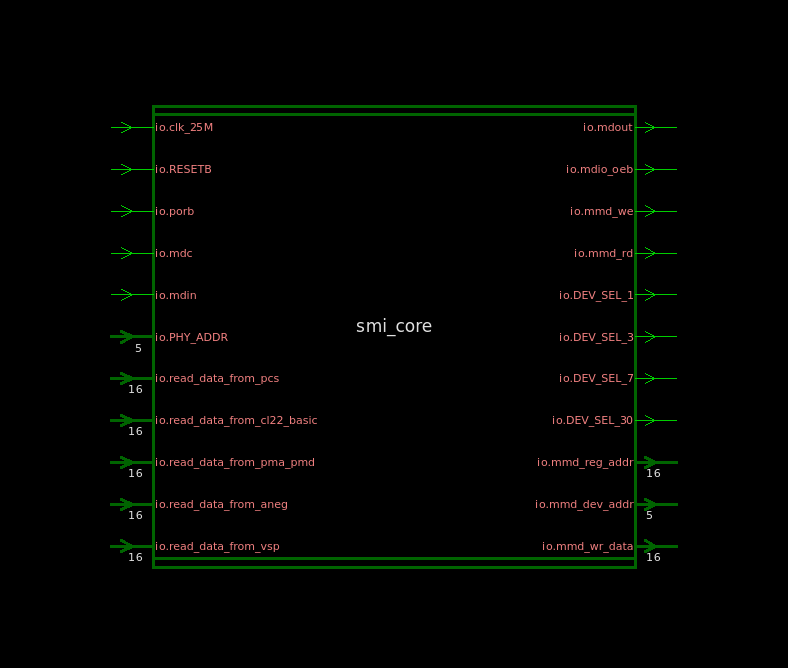 io.clk_25M io.mdout
io.RESETB io.mdio_oeb
io.porb io.mmd_we
io.mdc io.mmd_rd
io.mdin io.DEV_SEL_1
smi_core
io.PHY_ADDR io.DEV_SEL_3
5
io.read_data_from_pcs io.DEV_SEL_7
16
io.read_data_from_cl22_basic io.DEV_SEL_30
16
io.read_data_from_pma_pmd io.mmd_reg_addr
16 16
io.read_data_from_aneg io.mmd_dev_addr
16 5
io.read_data_from_vsp io.mmd_wr_data
16 16